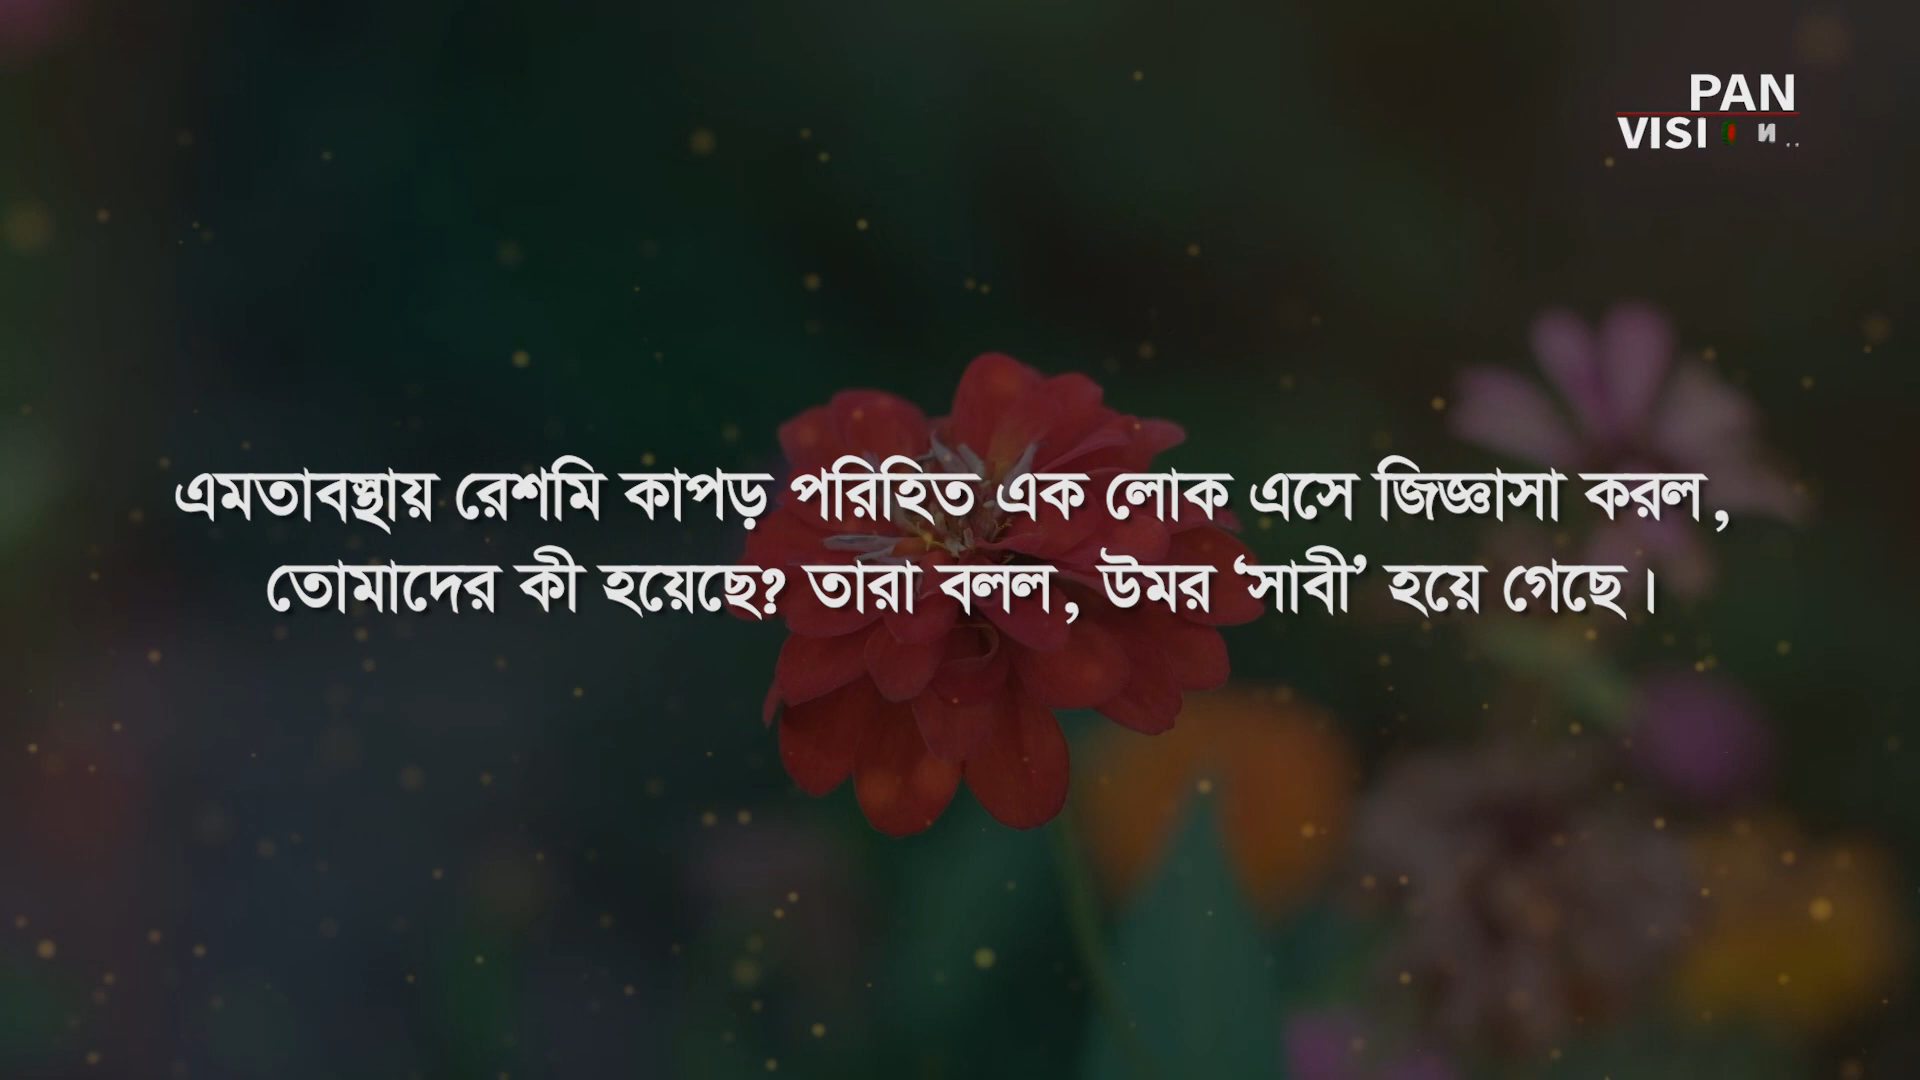 PAN
VISI
এমতাবস্থায় রেশমি কাপড় পরিহিত এক লোক এসে জিজ্ঞাসা করল,
তোমাদের কী হয়েছে? তারা বলল, উমর ‘সাবী’ হয়ে গেছে।